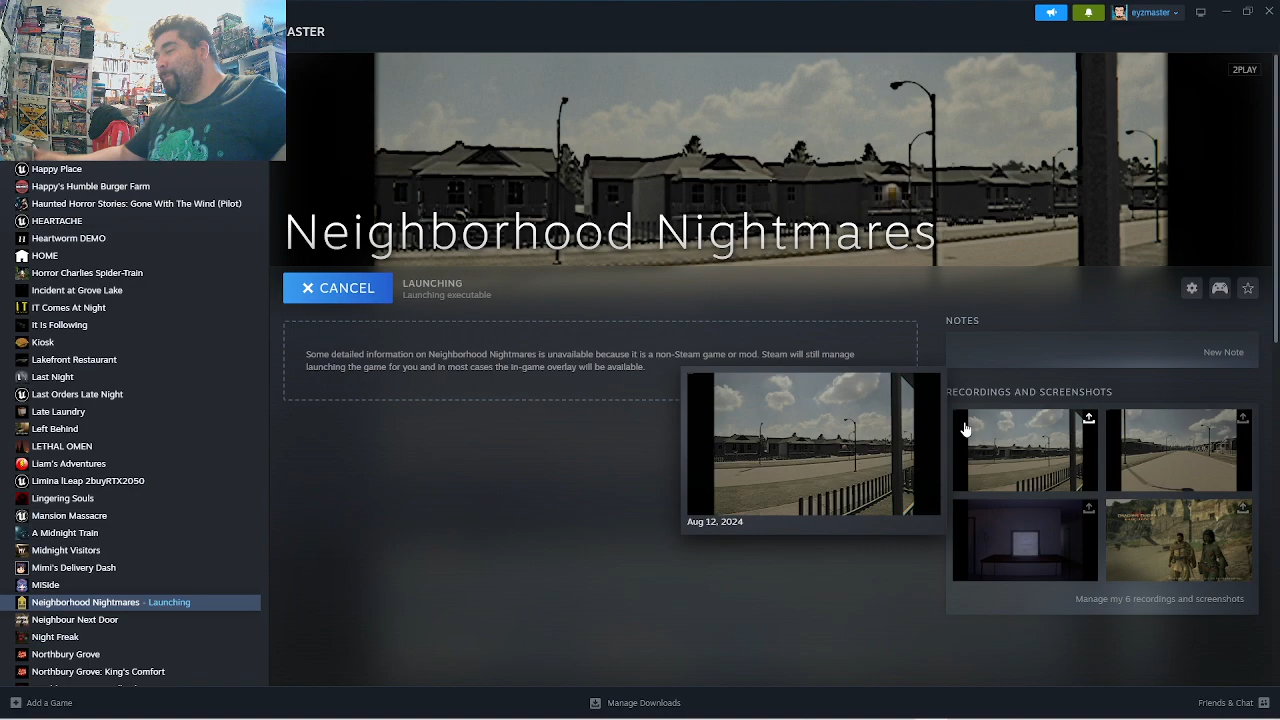 ASTER
eyzmaster
2PLAY
Neighborhood Nightmares
CANCEL
LAUNCHING
Launching executable
Some detailed information on Neighborhood Nightmares is unavailable because it is a non-Steam game or mod. Steam will still manage
launching the game for you and in most cases the in-game overlay will be available.
NOTES
New Note
RECORDINGS AND SCREENSHOTS
Aug 12, 2024
Manage my 6 recordings and screenshots
Happy Place
Happy's Humble Burger Farm
Haunted Horror Stories: Gone With The Wind (Pilot)
HEARTACHE
Heartworm DEMO
HOME
Horror Charlies Spider-Train
Incident at Grove Lake
IT Comes At Night
It Is Following
Kiosk
Lakefront Restaurant
Last Night
Last Orders Late Night
Late Laundry
Left Behind
LETHAL OMEN
Liam's Adventures
Limina lLeap 2buyRTX2050
Lingering Souls
Mansion Massacre
A Midnight Train
Midnight Visitors
Mimi's Delivery Dash
MiSide
Neighborhood Nightmares - Launching
Neighbour Next Door
Night Freak
Northbury Grove
Northbury Grove: King's Comfort
Add a Game
Manage Downloads
Friends & Chat